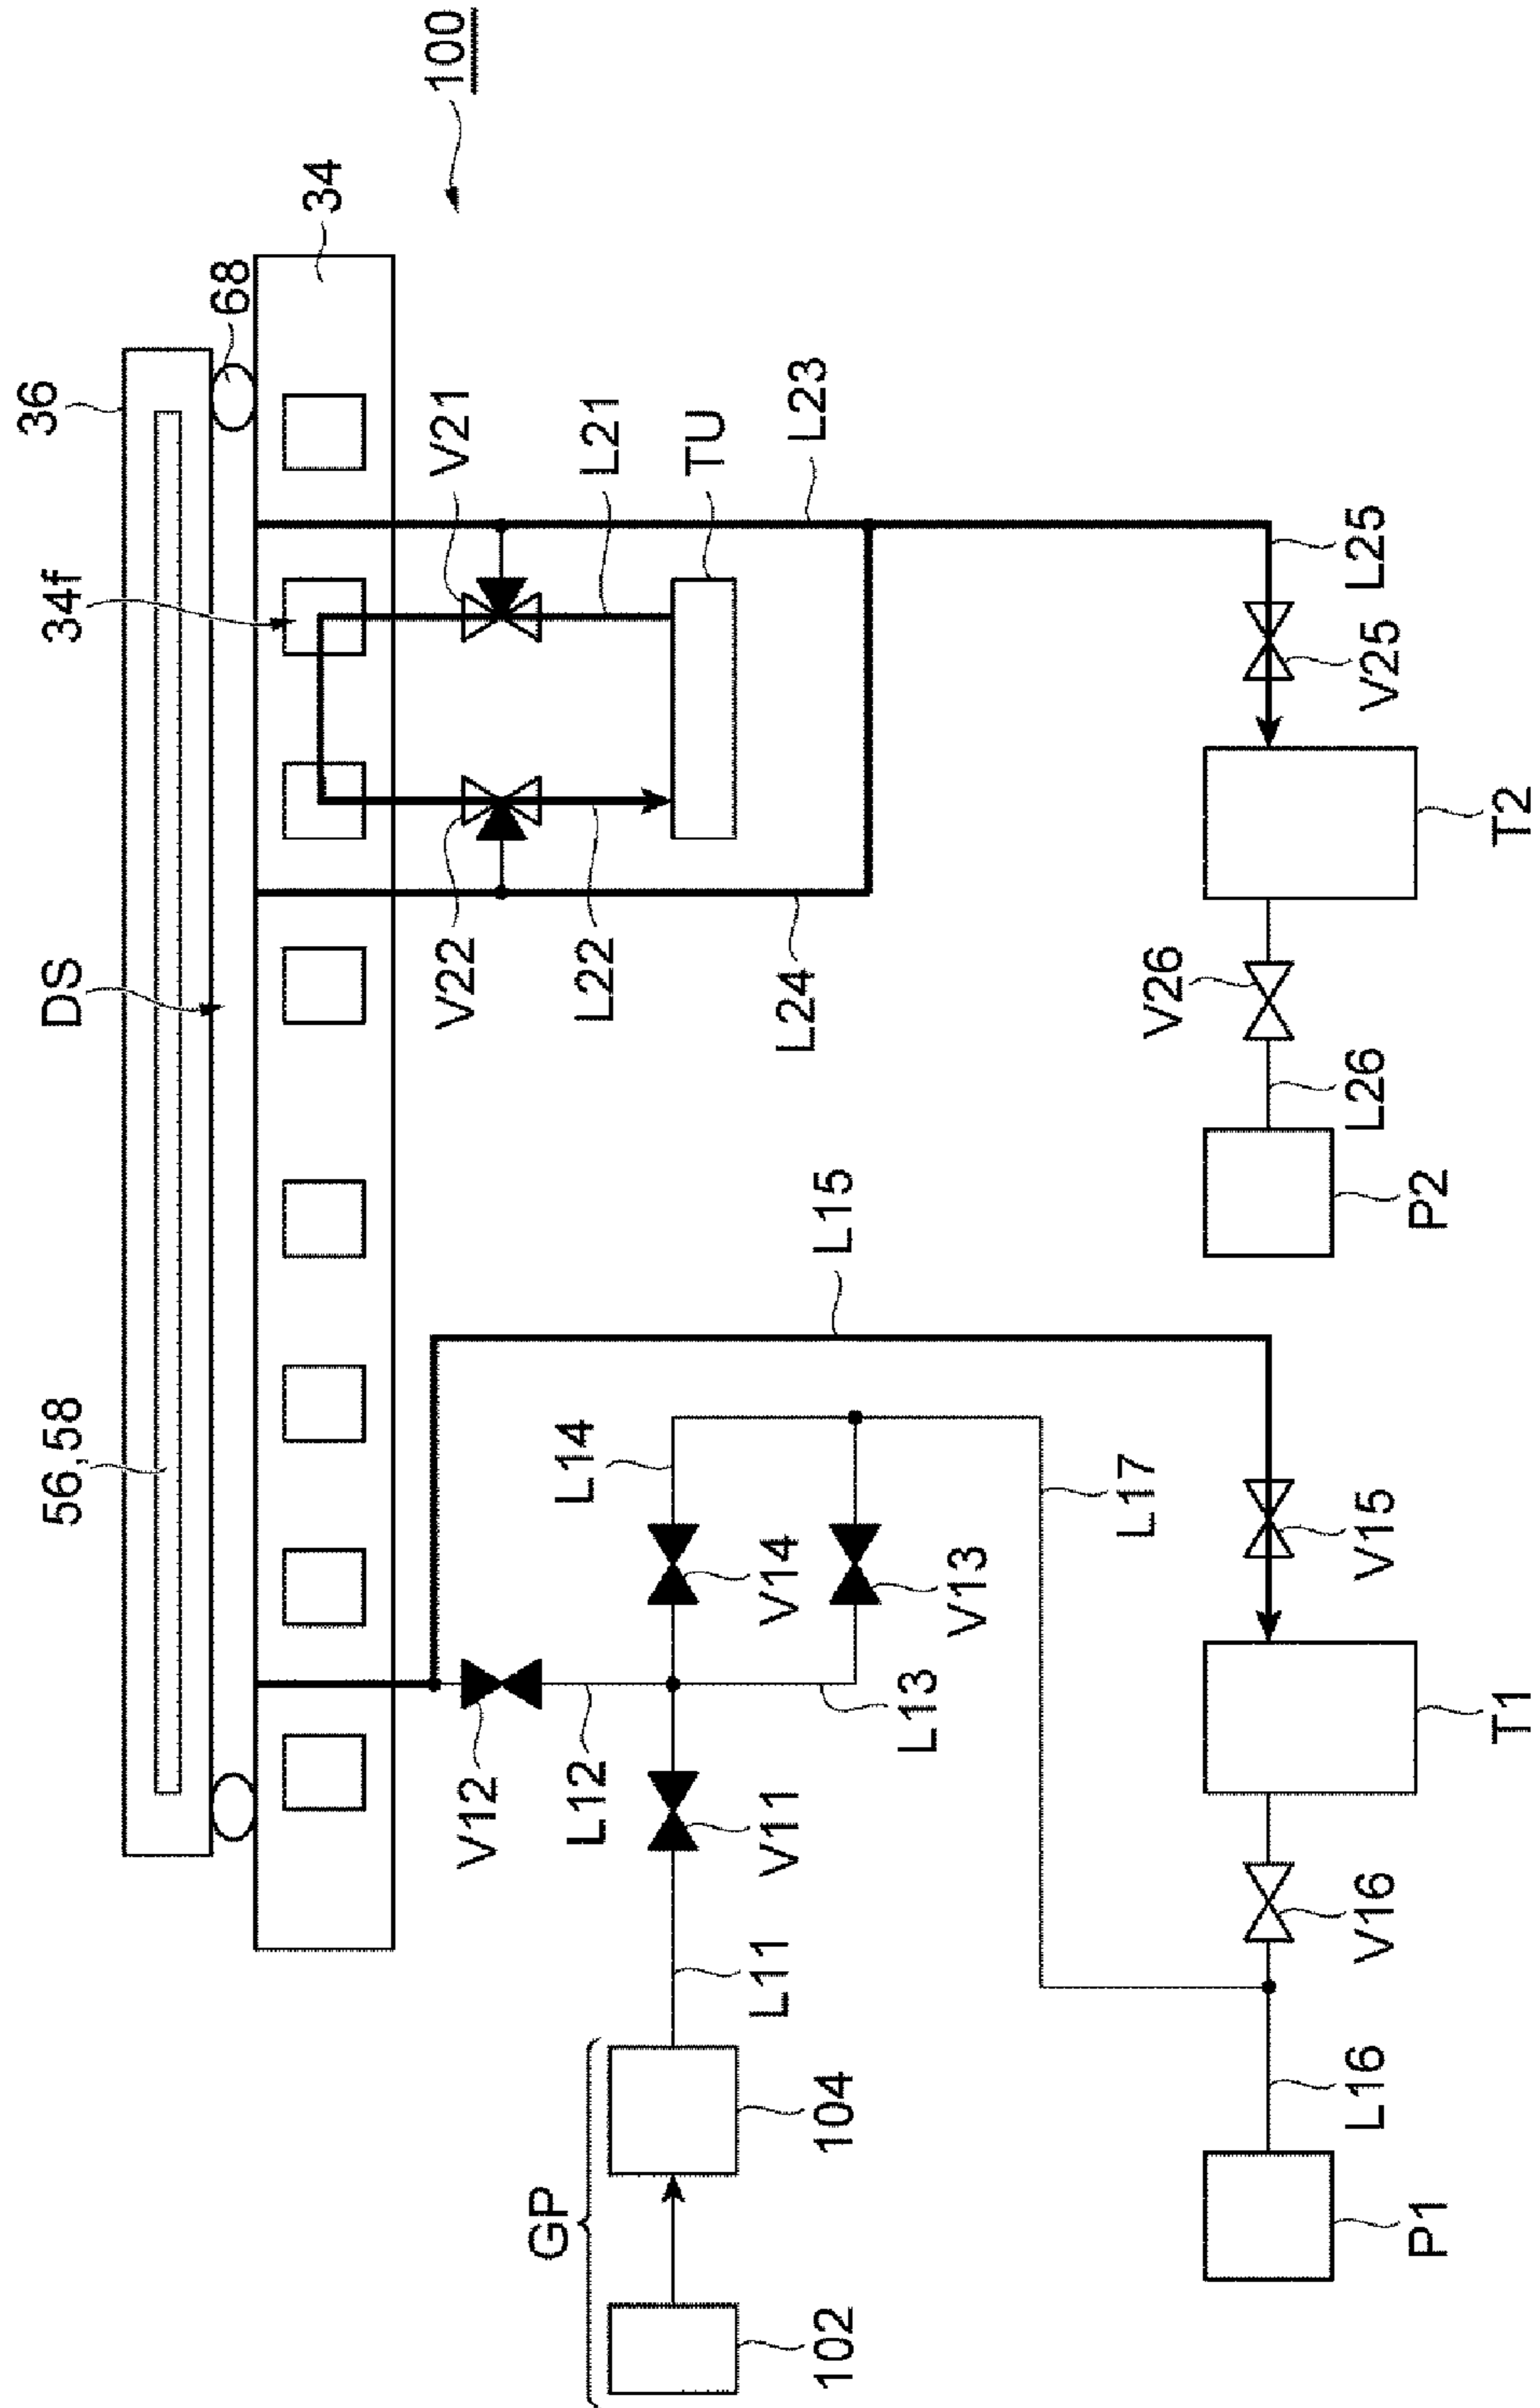 100
34
68
36
34f
DS
56,58
V21
L21
TU
L23
V22
L22
L24
L25
V25
T2
V26
L26
P2
L15
L14
V14
V13
L17
V15
V12
L12
L13
V11
T1
V16
L11
GP
104
102
L16
P1